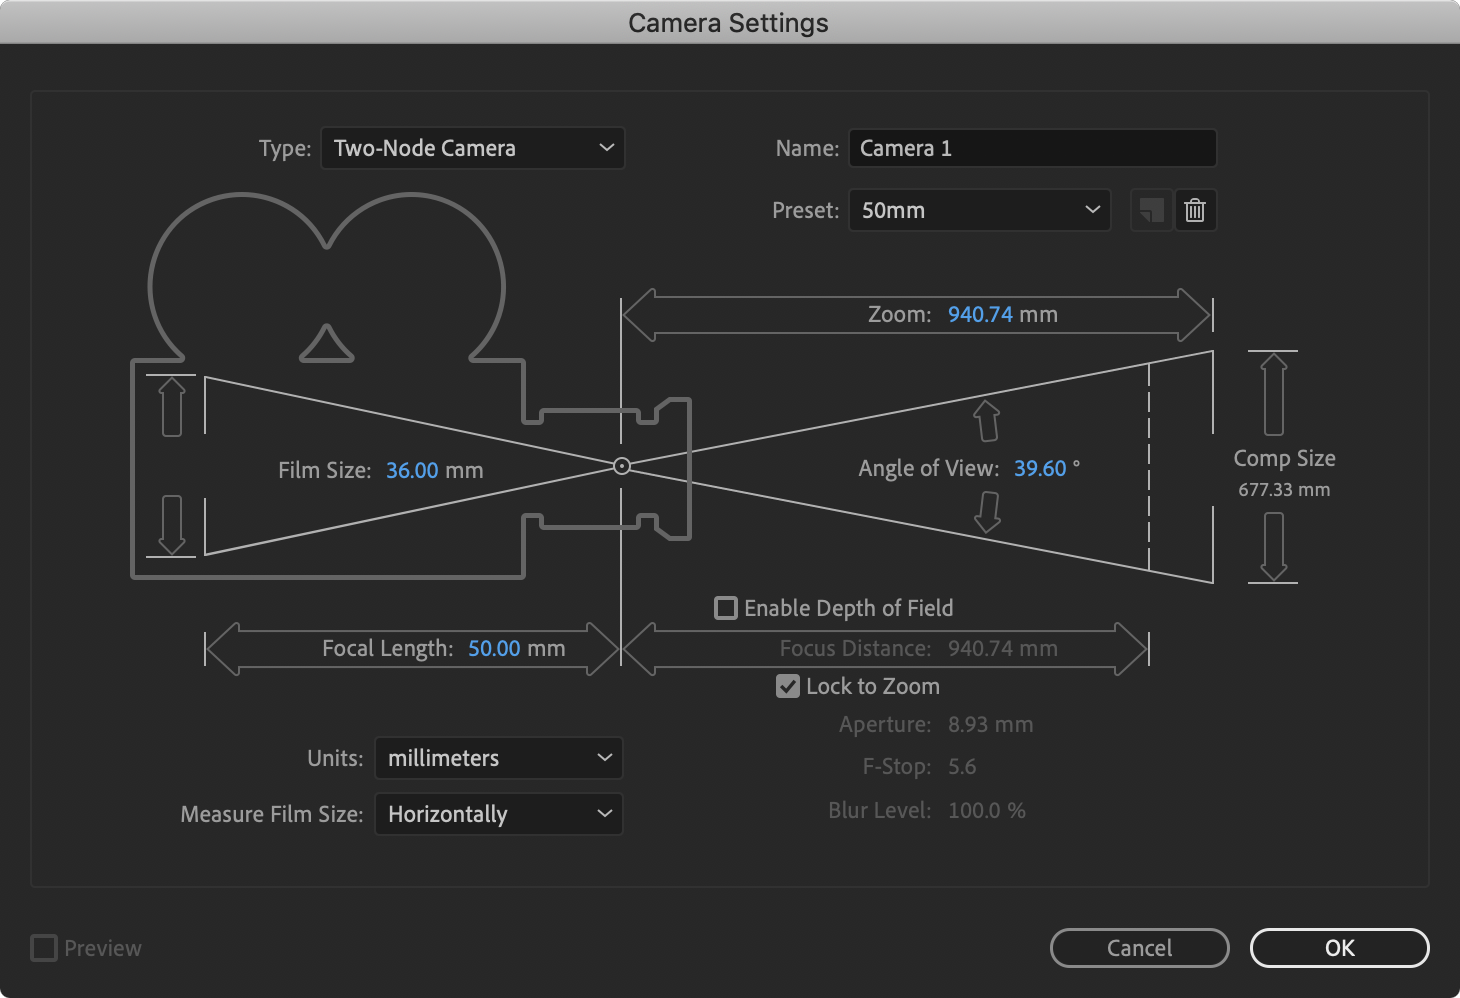 Camera Settings
Type: Two-Node Camera
Name: Camera 1
Preset: 50mm
Zoom: 940.74 mm
Film Size: 36.00 mm
Angle of View: 39.60 °
Comp Size
677.33 mm
Enable Depth of Field
Focal Length: 50.00 mm
Focus Distance: 940.74 mm
Lock to Zoom
Aperture: 8.93 mm
Units: millimeters
F-Stop: 5.6
Measure Film Size: Horizontally
Blur Level: 100.0 %
Preview
Cancel
OK